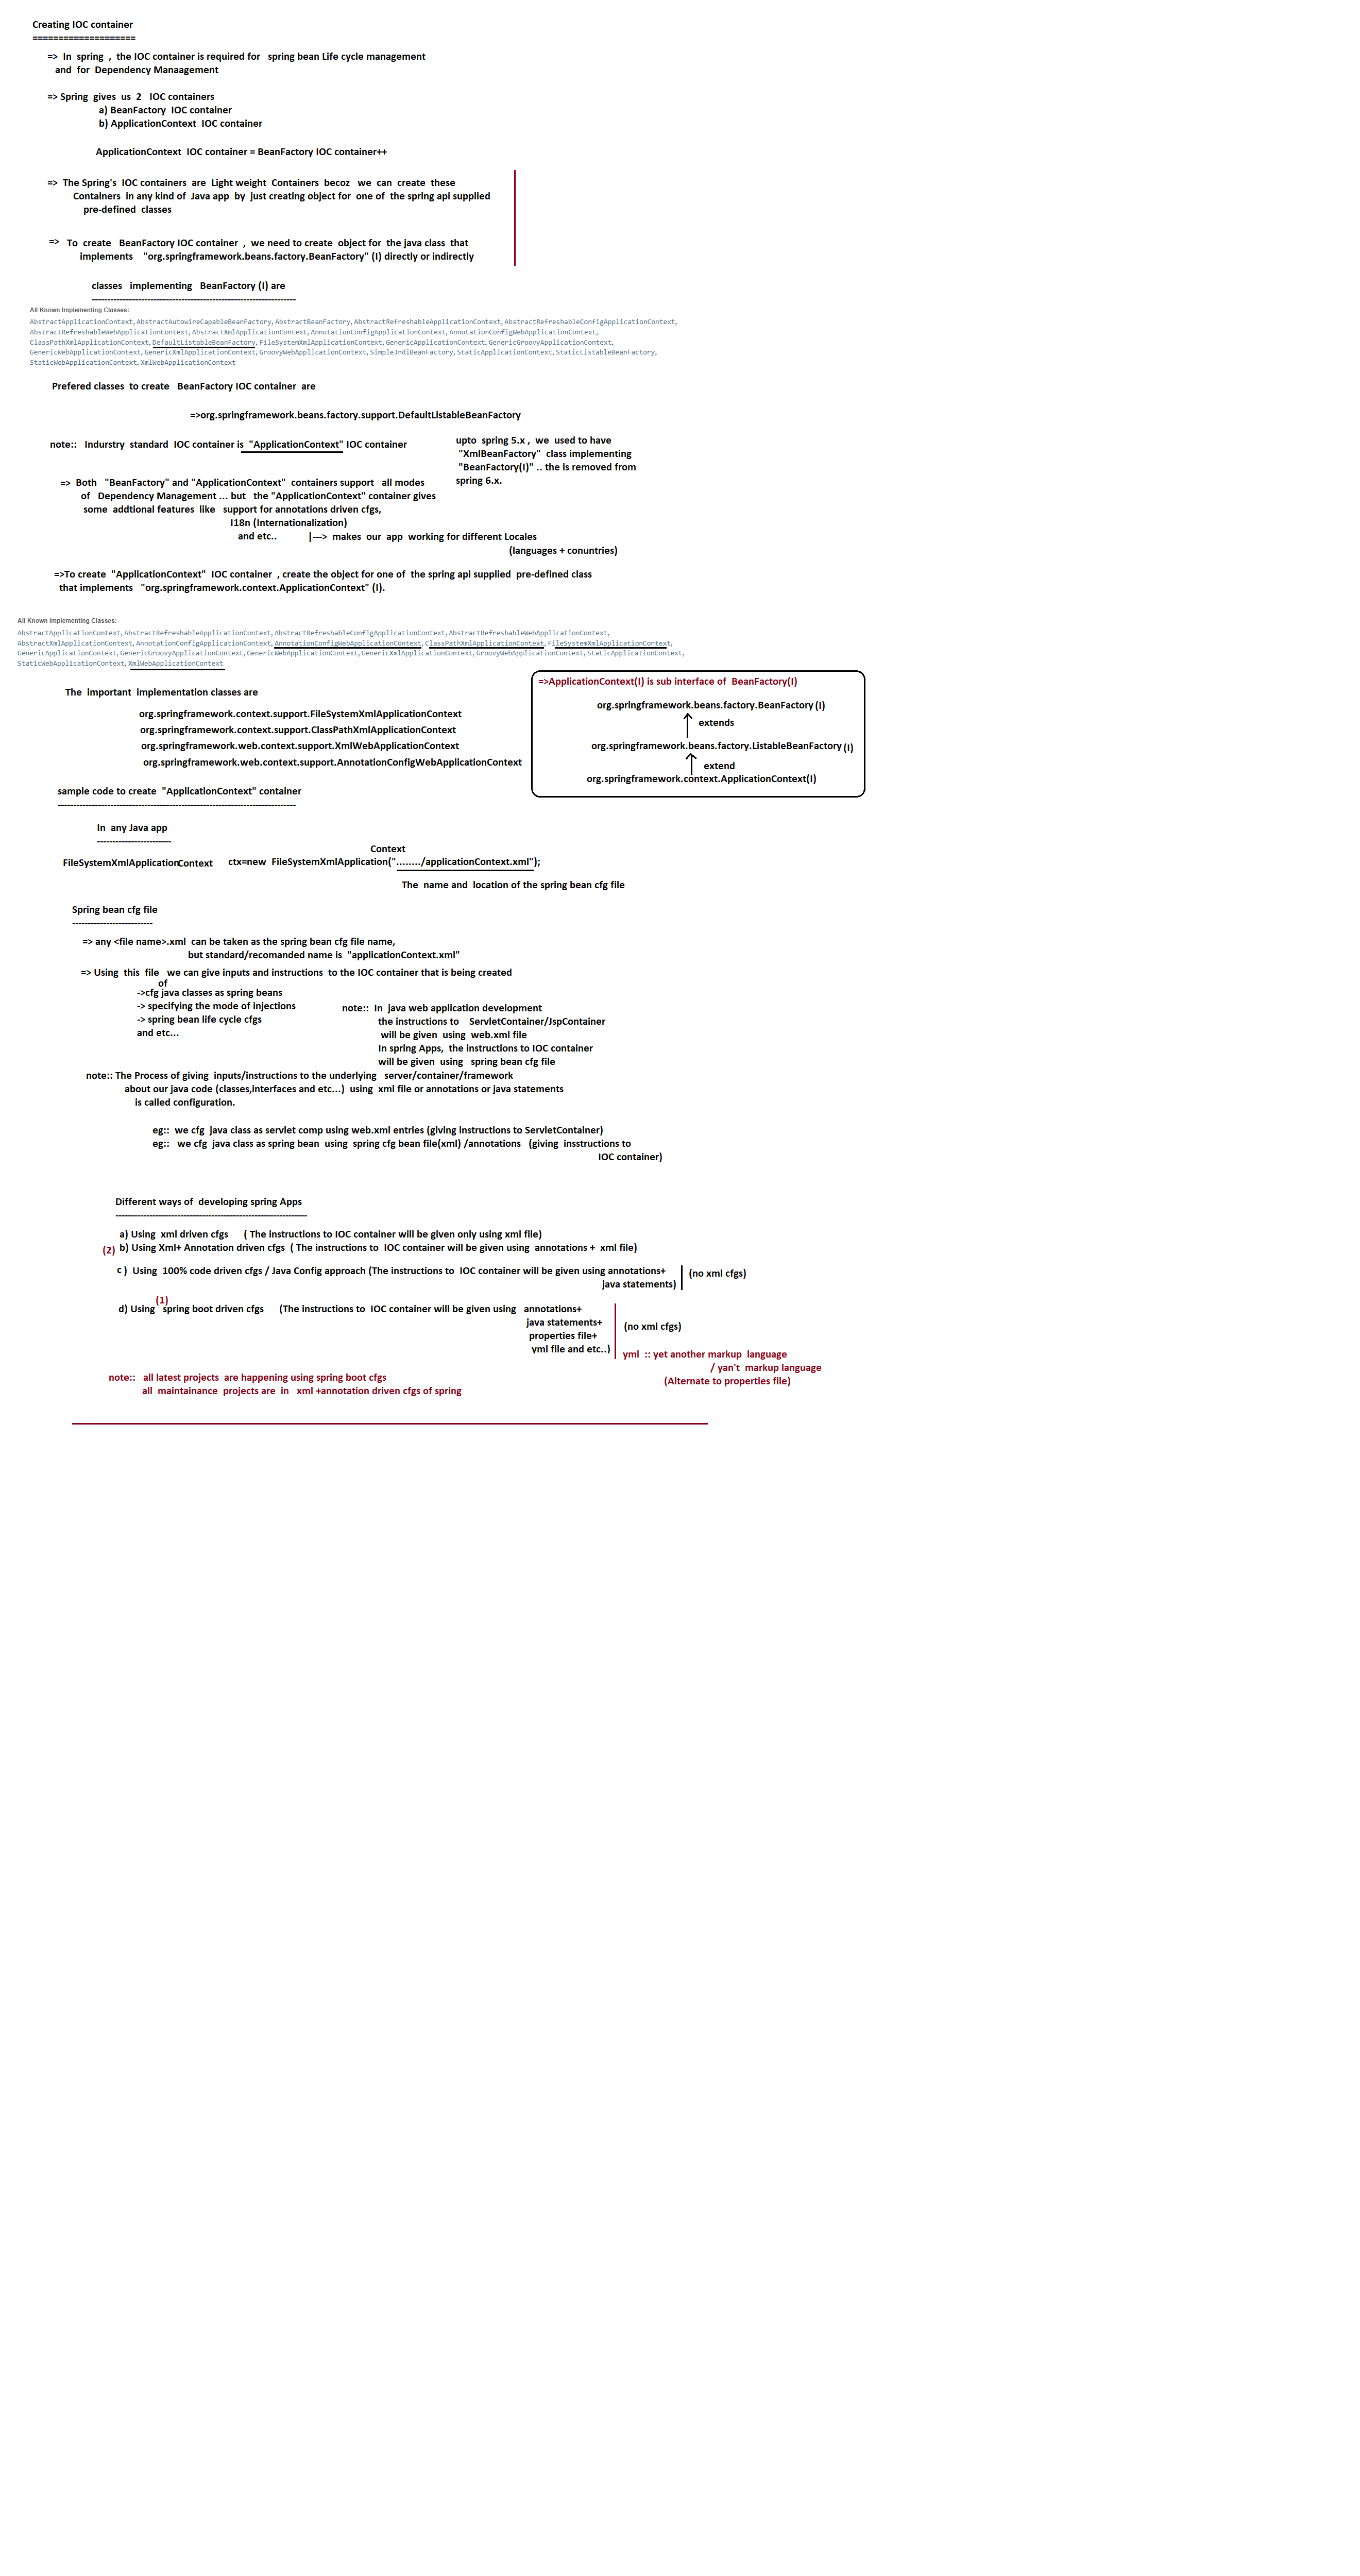 Creating IOC container
====================
=> In spring , the IOC container is required for spring bean Life cycle management
and for Dependency Manaagement
=> Spring gives us 2 IOC containers
a) BeanFactory IOC container
b) ApplicationContext IOC container
ApplicationContext IOC container = BeanFactory IOC container++
=> The Spring's IOC containers are Light weight Containers becoz we can create these
Containers in any kind of Java app by just creating object for one of the spring api supplied
pre-defined classes
=> To create BeanFactory IOC container , we need to create object for the java class that
implements "org.springframework.beans.factory.BeanFactory" (I) directly or indirectly
classes implementing BeanFactory (I) are
------------------------------------------------------------------
All Known Implementing Classes:
AbstractApplicationContext, AbstractAutowireCapableBeanFactory, AbstractBeanFactory, AbstractRefreshableApplicationContext, AbstractRefreshableConfigApplicationContext,
AbstractRefreshableWebApplicationContext, AbstractXmlApplicationContext, AnnotationConfigApplicationContext, AnnotationConfigWebApplicationContext,
ClassPathXmlApplicationContext, DefaultListableBeanFactory, FileSystemXmlApplicationContext, GenericApplicationContext, GenericGroovyApplicationContext,
GenericWebApplicationContext, GenericXmlApplicationContext, GroovyWebApplicationContext, SimpleJndiBeanFactory, StaticApplicationContext, StaticListableBeanFactory,
StaticWebApplicationContext, XmlWebApplicationContext
Prefered classes to create BeanFactory IOC container are
=>org.springframework.beans.factory.support.DefaultListableBeanFactory
note:: Indurstry standard IOC container is "ApplicationContext" IOC container
upto spring 5.x , we used to have
"XmlBeanFactory" class implementing
"BeanFactory(I)" .. the is removed from
spring 6.x.
=> Both "BeanFactory" and "ApplicationContext" containers support all modes
of Dependency Management ... but the "ApplicationContext" container gives
some addtional features like support for annotations driven cfgs,
I18n (Internationalization)
and etc.. |---> makes our app working for different Locales
(languages + conuntries)
=>To create "ApplicationContext" IOC container , create the object for one of the spring api supplied pre-defined class
that implements "org.springframework.context.ApplicationContext" (I).
All Known Implementing Classes:
AbstractApplicationContext, AbstractRefreshableApplicationContext, AbstractRefreshableConfigApplicationContext, AbstractRefreshableWebApplicationContext,
AbstractXmlApplicationContext, AnnotationConfigApplicationContext, AnnotationConfigWebApplicationContext, ClassPathXmlApplicationContext, FileSystemXmlApplicationContext,
GenericApplicationContext, GenericGroovyApplicationContext, GenericWebApplicationContext, GenericXmlApplicationContext, GroovyWebApplicationContext, StaticApplicationContext,
StaticWebApplicationContext, XmlWebApplicationContext
=>ApplicationContext(I) is sub interface of BeanFactory(I)
org.springframework.beans.factory.BeanFactory (I)
extends
org.springframework.beans.factory.ListableBeanFactory (I)
extend
org.springframework.context.ApplicationContext(I)
The important implementation classes are
org.springframework.context.support.FileSystemXmlApplicationContext
org.springframework.context.support.ClassPathXmlApplicationContext
org.springframework.web.context.support.XmlWebApplicationContext
org.springframework.web.context.support.AnnotationConfigWebApplicationContext
sample code to create "ApplicationContext" container
-----------------------------------------------------------------------------
In any Java app
------------------------
Context
FileSystemXmlApplicationContext ctx=new FileSystemXmlApplication("......../applicationContext.xml");
The name and location of the spring bean cfg file
Spring bean cfg file
--------------------------
=> any <file name>.xml can be taken as the spring bean cfg file name,
but standard/recomanded name is "applicationContext.xml"
=> Using this file we can give inputs and instructions to the IOC container that is being created
of
->cfg java classes as spring beans
-> specifying the mode of injections
-> spring bean life cycle cfgs
and etc...
note:: In java web application development
the instructions to ServletContainer/JspContainer
will be given using web.xml file
In spring Apps, the instructions to IOC container
will be given using spring bean cfg file
note:: The Process of giving inputs/instructions to the underlying server/container/framework
about our java code (classes,interfaces and etc...) using xml file or annotations or java statements
is called configuration.
eg:: we cfg java class as servlet comp using web.xml entries (giving instructions to ServletContainer)
eg:: we cfg java class as spring bean using spring cfg bean file(xml) /annotations (giving insstructions to
IOC container)
Different ways of developing spring Apps
--------------------------------------------------------------
a) Using xml driven cfgs ( The instructions to IOC container will be given only using xml file)
(2) b) Using Xml+ Annotation driven cfgs ( The instructions to IOC container will be given using annotations + xml file)
c ) Using 100% code driven cfgs / Java Config approach (The instructions to IOC container will be given using annotations+
java statements)
(no xml cfgs)
(1)
d) Using spring boot driven cfgs (The instructions to IOC container will be given using annotations+
java statements+
properties file+
yml file and etc..)
(no xml cfgs)
yml :: yet another markup language
/ yan't markup language
(Alternate to properties file)
note:: all latest projects are happening using spring boot cfgs
all maintainance projects are in xml +annotation driven cfgs of spring